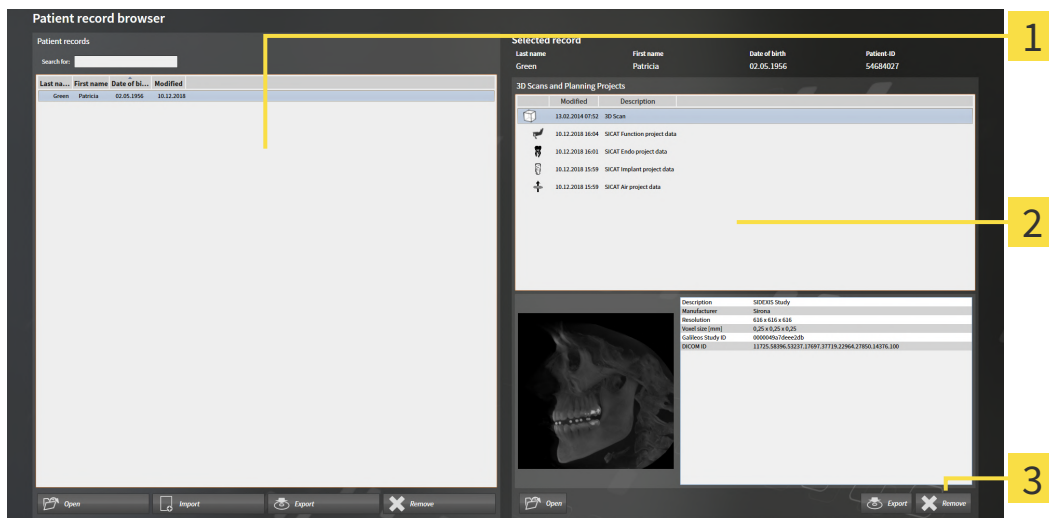 Patient record browser
Patient records
Search for:
Last na... First name Date of bi... Modified
Green Patricia 02.05.1956 10.12.2018
Open Import Export Remove
Selected record
Last name First name Date of birth Patient-ID
Green Patricia 02.05.1956 54684027
3D Scans and Planning Projects
Modified Description
13.02.2014 07:52 3D Scan
10.12.2018 16:04 SICAT Function project data
10.12.2018 16:01 SICAT Endo project data
10.12.2018 15:59 SICAT Implant project data
10.12.2018 15:59 SICAT Air project data
Description SIDEXIS Study
Manufacturer Sirona
Resolution 616 x 616 x 616
Voxel size [mm] 0,25 x 0,25 x 0,25
Galileos Study ID 0000049a7deee2db
DICOM ID 11725.58396.53237.17697.37719.22964.27850.14376.100
Open Export Remove
1
2
3